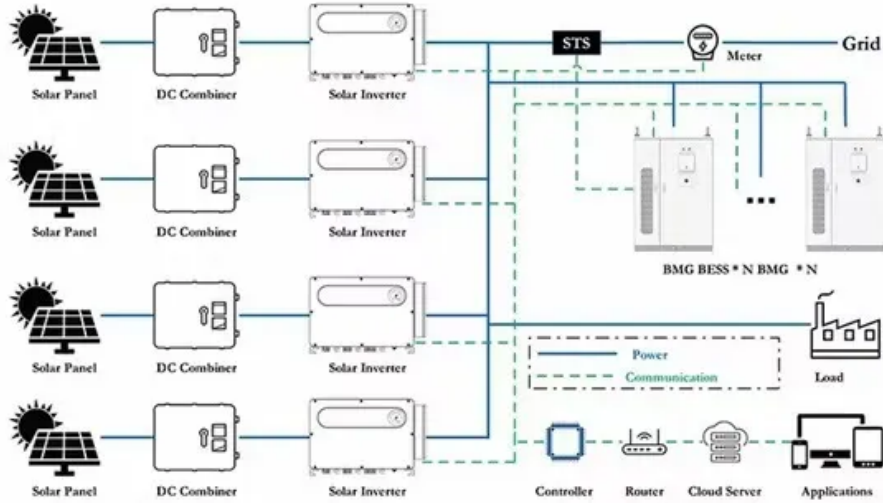 STS
Meter
Grid
Solar Panel
DC Combiner
Solar Inverter
Solar Panel
DC Combiner
Solar Inverter
BMG BESS * N BMG * N
Solar Panel
DC Combiner
Solar Inverter
Power
Communication
Load
Solar Panel
DC Combiner
Solar Inverter
Controller
Router
Cloud Server
Applications